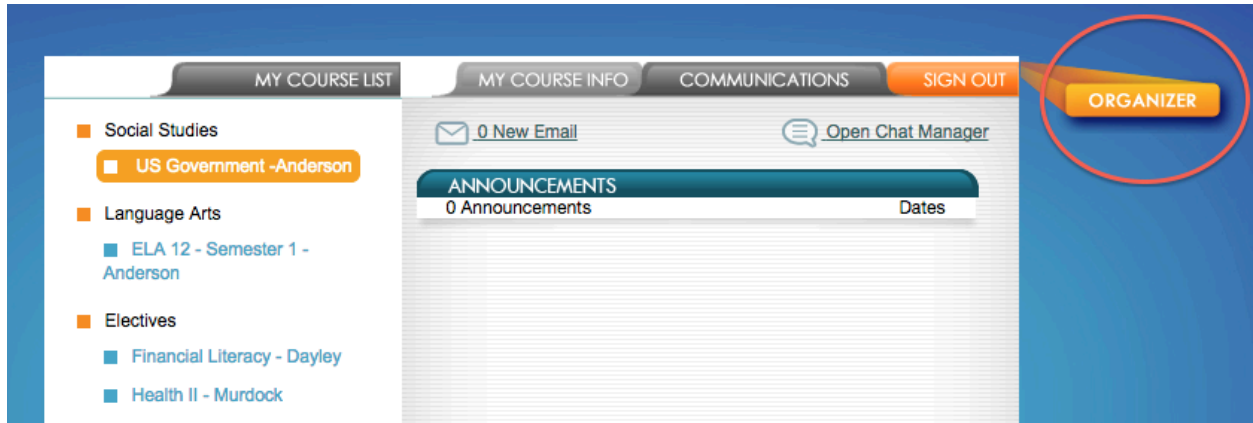 MY COURSE LIST
MY COURSE INFO
COMMUNICATIONS
SIGN OUT
ORGANIZER
Social Studies
US Government -Anderson
Language Arts
ELA 12 - Semester 1 -
Anderson
Electives
Financial Literacy - Dayley
Health II - Murdock
0 New Email
Open Chat Manager
ANNOUNCEMENTS
0 Announcements
Dates